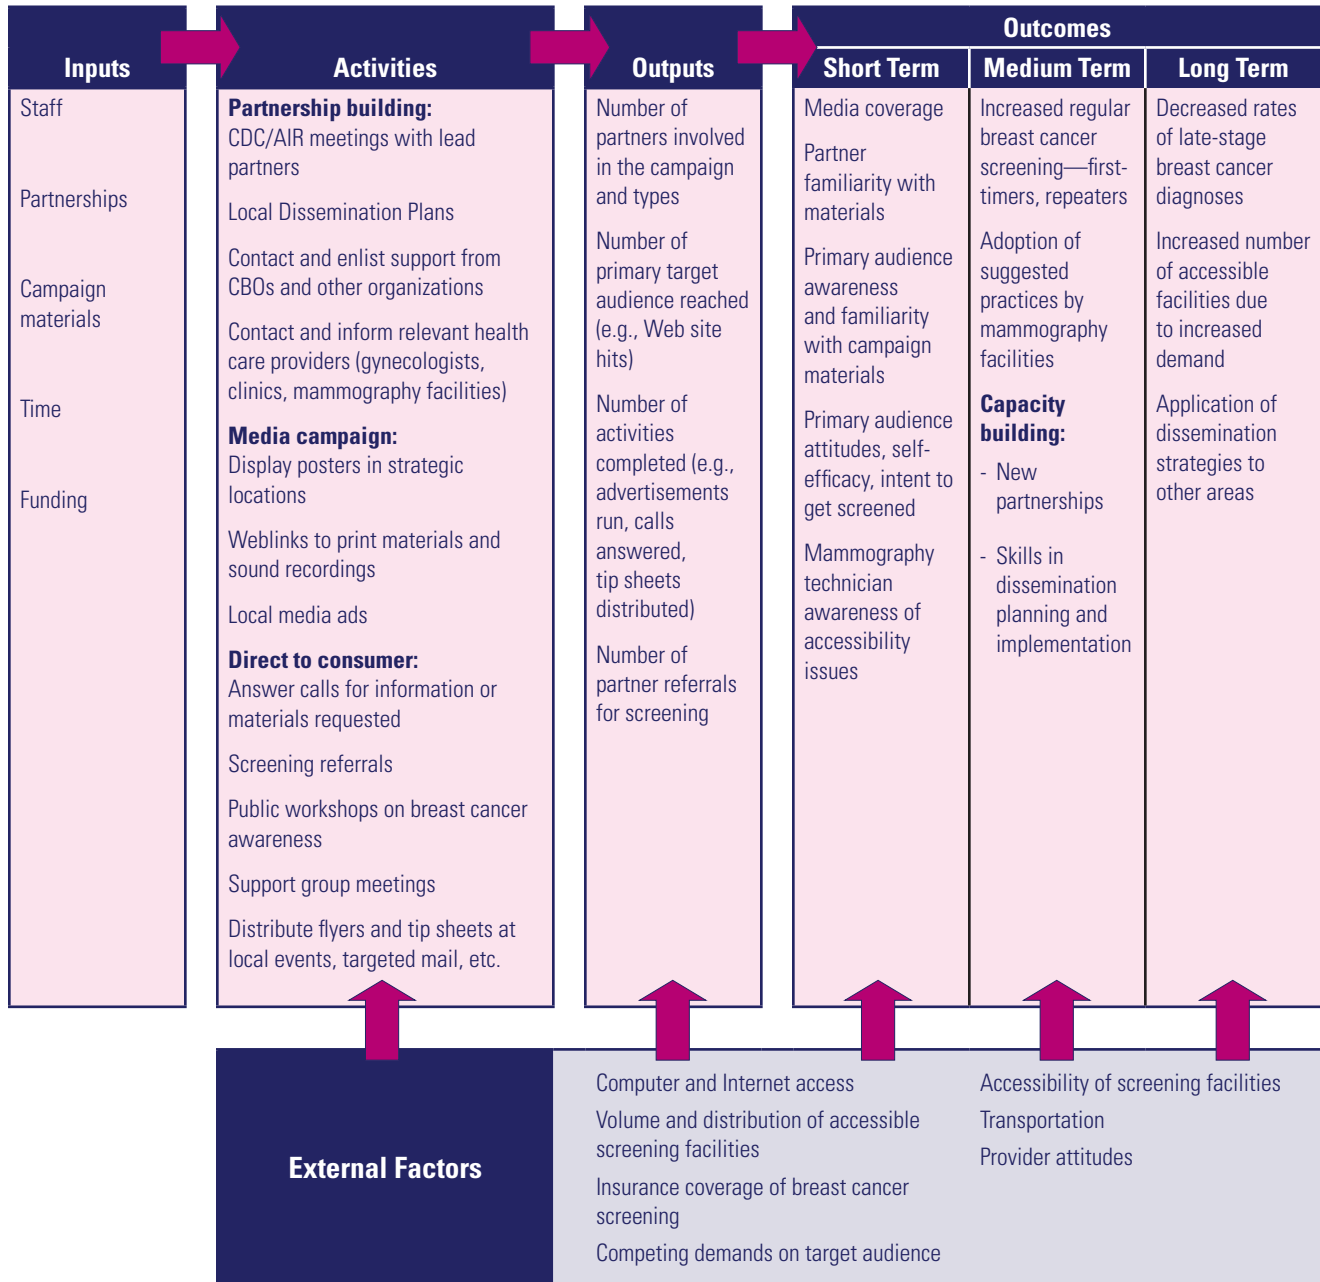 Inputs
Staff
Partnerships
Campaign
materials
Time
Funding
Activities
Partnership building:
CDC/AIR meetings with lead
partners
Local Dissemination Plans
Contact and enlist support from
CBOs and other organizations
Contact and inform relevant health
care providers (gynecologists,
clinics, mammography facilities)
Media campaign:
Display posters in strategic
locations
Weblinks to print materials and
sound recordings
Local media ads
Direct to consumer:
Answer calls for information or
materials requested
Screening referrals
Public workshops on breast cancer
awareness
Support group meetings
Distribute flyers and tip sheets at
local events, targeted mail, etc.
Outputs
Number of
partners involved
in the campaign
and types
Number of
primary target
audience reached
(e.g., Web site
hits)
Number of
activities
completed (e.g.,
advertisements
run, calls
answered,
tip sheets
distributed)
Number of
partner referrals
for screening
Outcomes
Short Term
Media coverage
Partner
familiarity with
materials
Primary audience
awareness
and familiarity
with campaign
materials
Primary audience
attitudes, self-
efficacy, intent to
get screened
Mammography
technician
awareness of
accessibility
issues
Medium Term
Increased regular
breast cancer
screening—first-
timers, repeaters
Adoption of
suggested
practices by
mammography
facilities
Capacity
building:
- New
partnerships
- Skills in
dissemination
planning and
implementation
Long Term
Decreased rates
of late-stage
breast cancer
diagnoses
Increased number
of accessible
facilities due
to increased
demand
Application of
dissemination
strategies to
other areas
External Factors
Computer and Internet access
Volume and distribution of accessible
screening facilities
Insurance coverage of breast cancer
screening
Competing demands on target audience
Accessibility of screening facilities
Transportation
Provider attitudes